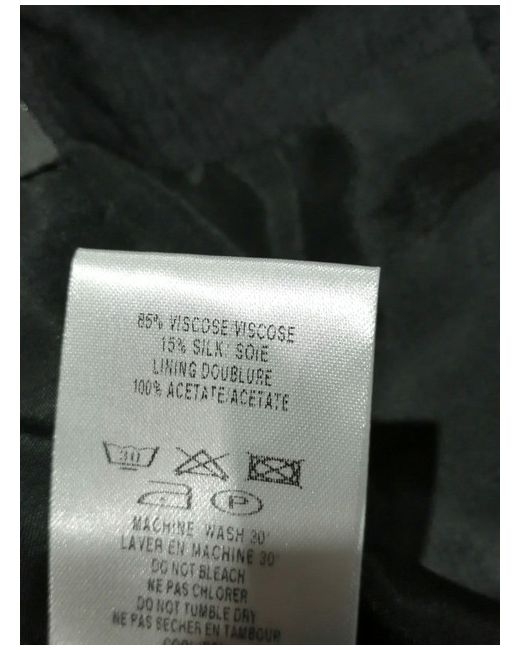 85% VISCOSE/VISCOSE
15% SILK/ SOIE
LINING DOUBLURE
100% ACETATE/ACETATE
30
P
MACHINE WASH 30°
LAVER EN MACHINE 30°
DO NOT BLEACH
NE PAS CHLORER
DO NOT TUMBLE DRY
NE PAS SECHER EN TAMBOUR